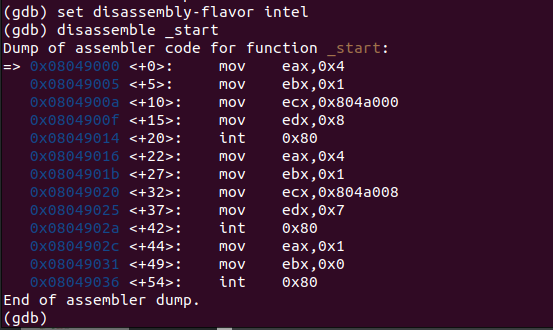 (gdb) set disassembly-flavor intel
(gdb) disassemble _start
Dump of assembler code for function _start:
=> 0x08049000 <+0>:     mov    eax,0x4
   0x08049005 <+5>:     mov    ebx,0x1
   0x0804900a <+10>:    mov    ecx,0x804a000
   0x0804900f <+15>:    mov    edx,0x8
   0x08049014 <+20>:    int    0x80
   0x08049016 <+22>:    mov    eax,0x4
   0x0804901b <+27>:    mov    ebx,0x1
   0x08049020 <+32>:    mov    ecx,0x804a008
   0x08049025 <+37>:    mov    edx,0x7
   0x0804902a <+42>:    int    0x80
   0x0804902c <+44>:    mov    eax,0x1
   0x08049031 <+49>:    mov    ebx,0x0
   0x08049036 <+54>:    int    0x80
End of assembler dump.
(gdb)